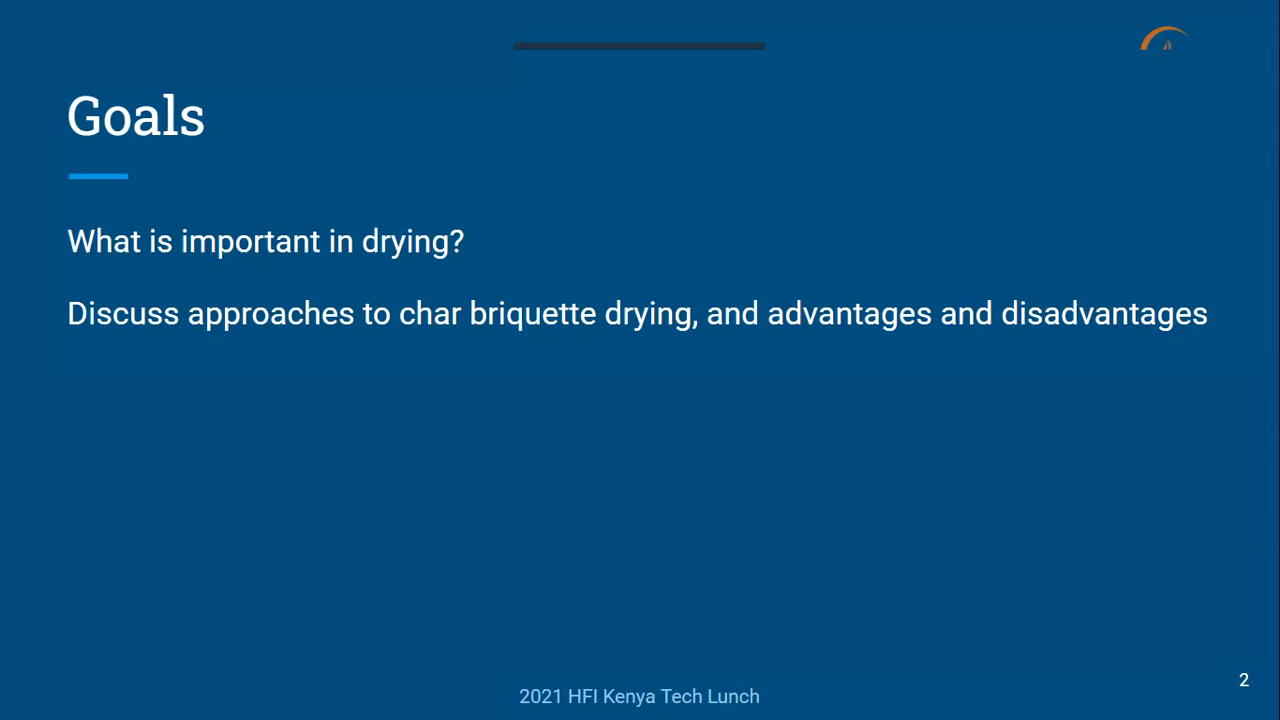 Goals
What is important in drying?
Discuss approaches to char briquette drying, and advantages and disadvantages
2021 HFI Kenya Tech Lunch
2